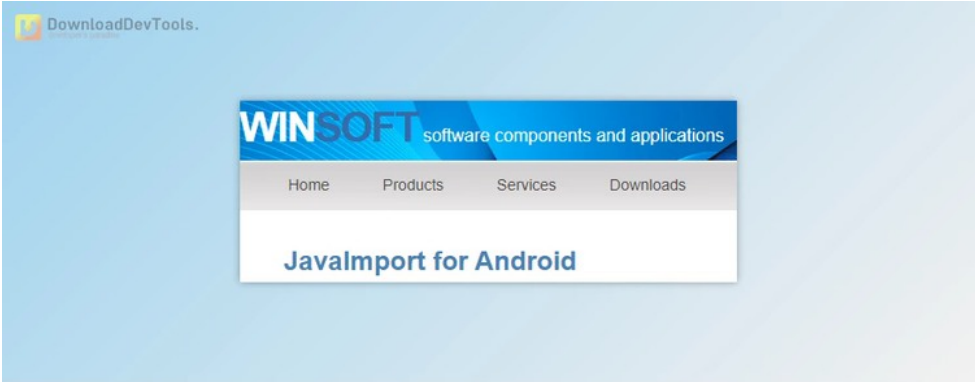 DownloadDevTools.
WINSOFT software components and applications
Home Products Services Downloads
JavaImport for Android